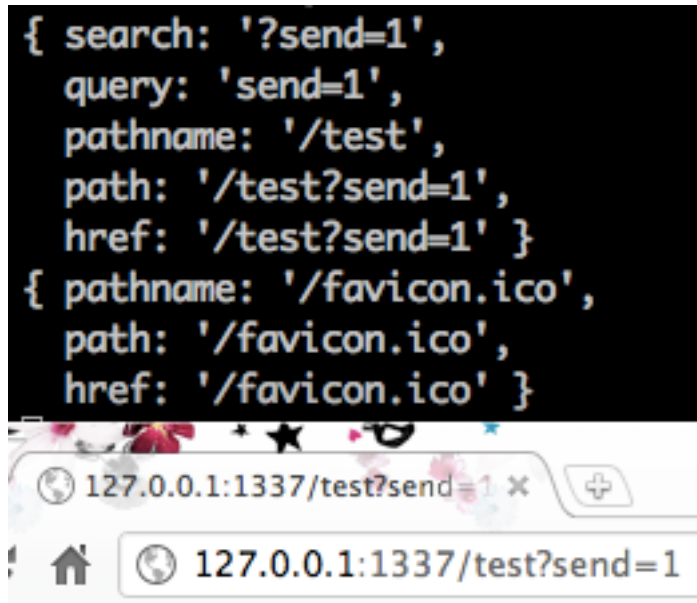 { search: '?send=1',
query: 'send=1',
pathname: '/test',
path: '/test?send=1',
href: '/test?send=1' }
{ pathname: '/favicon.ico',
path: '/favicon.ico',
href: '/favicon.ico' }
127.0.0.1:1337/test?send=1
127.0.0.1:1337/test?send=1